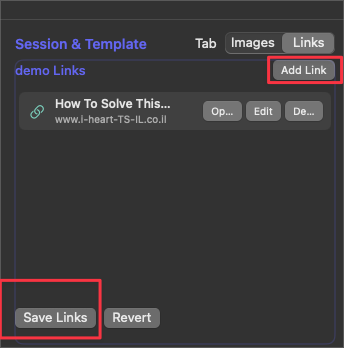 Session & Template
Tab Images Links
demo Links
Add Link
How To Solve This...
www.i-heart-TS-IL.co.il
Op... Edit De...
Save Links Revert